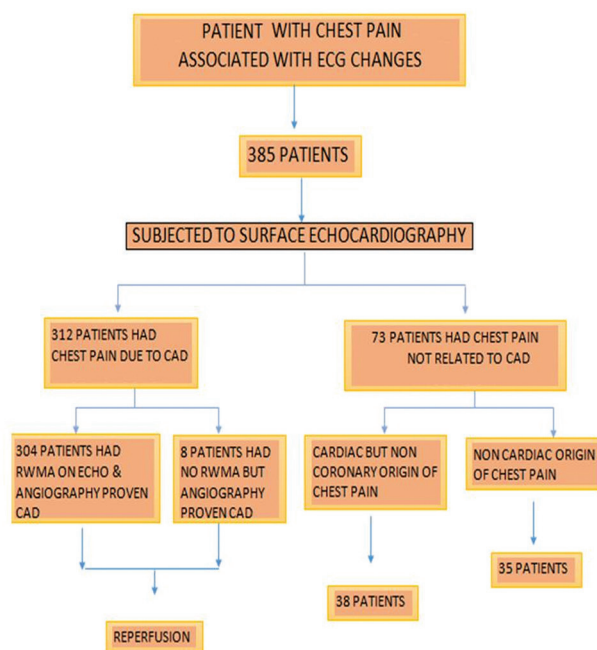 PATIENT WITH CHEST PAIN
ASSOCIATED WITH ECG CHANGES
385 PATIENTS
SUBJECTED TO SURFACE ECHOCARDIOGRAPHY
312 PATIENTS HAD
CHEST PAIN DUE TO CAD
73 PATIENTS HAD CHEST PAIN
NOT RELATED TO CAD
304 PATIENTS HAD
RWMA ON ECHO &
ANGIOGRAPHY PROVEN
CAD
8 PATIENTS HAD
NO RWMA BUT
ANGIOGRAPHY
PROVEN CAD
CARDIAC BUT NON
CORONARY ORIGIN OF
CHEST PAIN
NON CARDIAC ORIGIN
OF CHEST PAIN
35 PATIENTS
38 PATIENTS
REPERFUSION